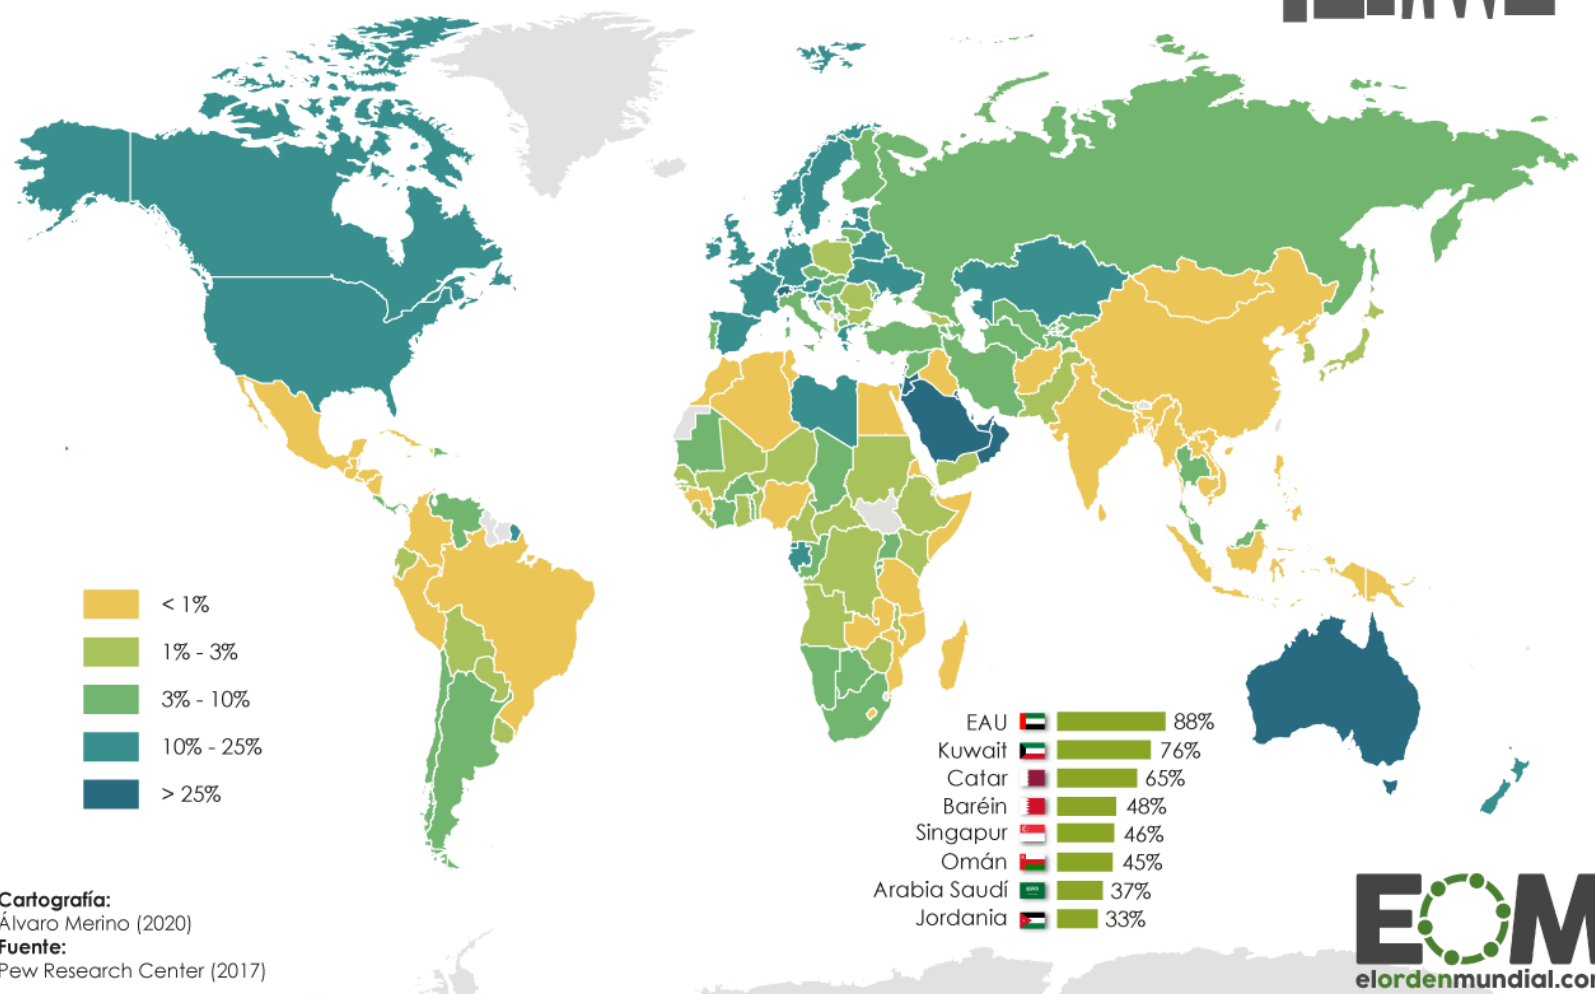 < 1%
1% - 3%
3% - 10%
10% - 25%
> 25%
EAU 88%
Kuwait 76%
Catar 65%
Baréin 48%
Singapur 46%
Omán 45%
Arabia Saudí 37%
Jordania 33%
Cartografía:
Álvaro Merino (2020)
Fuente:
Pew Research Center (2017)
EOM
elordenmundial.co